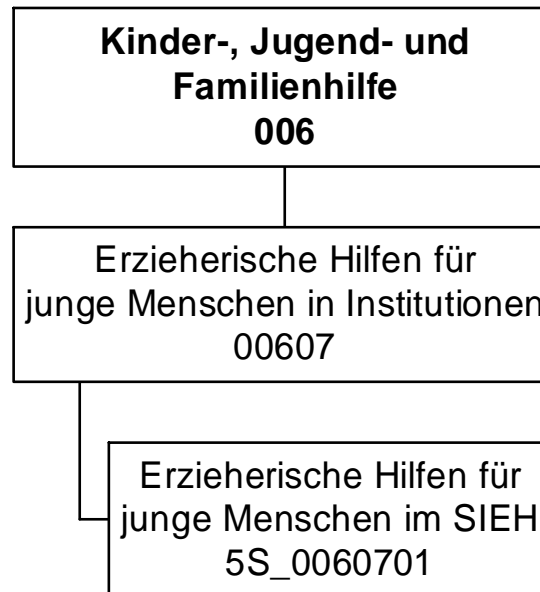 Kinder-, Jugend- und
Familienhilfe
006
Erzieherische Hilfen für
junge Menschen in Institutionen
00607
Erzieherische Hilfen für
junge Menschen im SIEH
5S_0060701